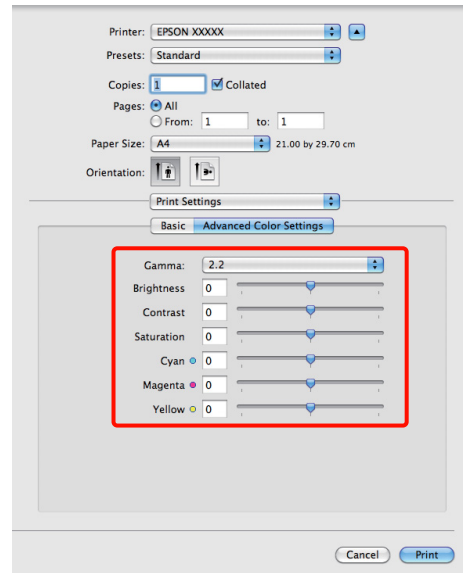 Printer: EPSON XXXXX
Presets: Standard
Copies: 1 Collated
Pages: All
From: 1 to: 1
Paper Size: A4 21.00 by 29.70 cm
Orientation:
Print Settings
Basic Advanced Color Settings
Gamma: 2.2
Brightness 0
Contrast 0
Saturation 0
Cyan 0
Magenta 0
Yellow 0
Cancel Print